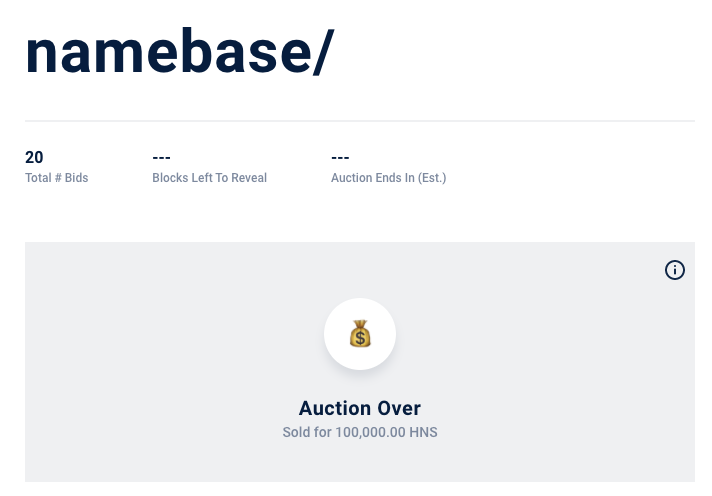 namebase/
20 --- ---
Total # Bids Blocks Left To Reveal Auction Ends In (Est.)
Auction Over
Sold for 100,000.00 HNS